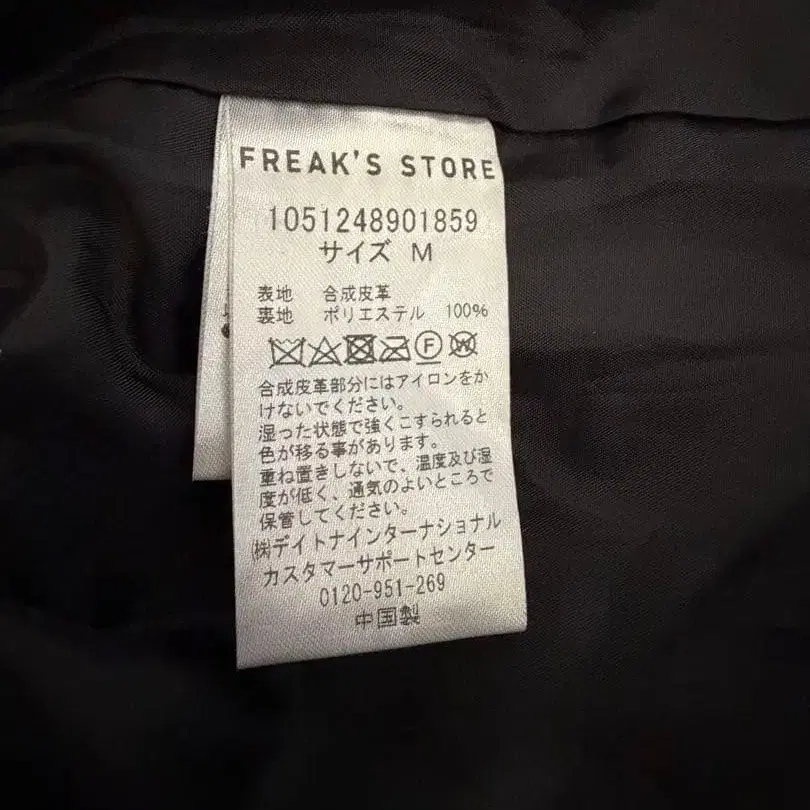 FREAK'S STORE
1051248901859
サイズ M
表地 合成皮革
裏地 ポリエステル 100%
F W
合成皮革部分にはアイロンをか
けないでください。
湿った状態で強くこすられると
色が移る事があります。
重ね置きしないで、温度及び湿
度が低く、通気のよいところで
保管してください。
㈱デイトナインターナショナル
カスタマーサポートセンター
0120-951-269
中国製